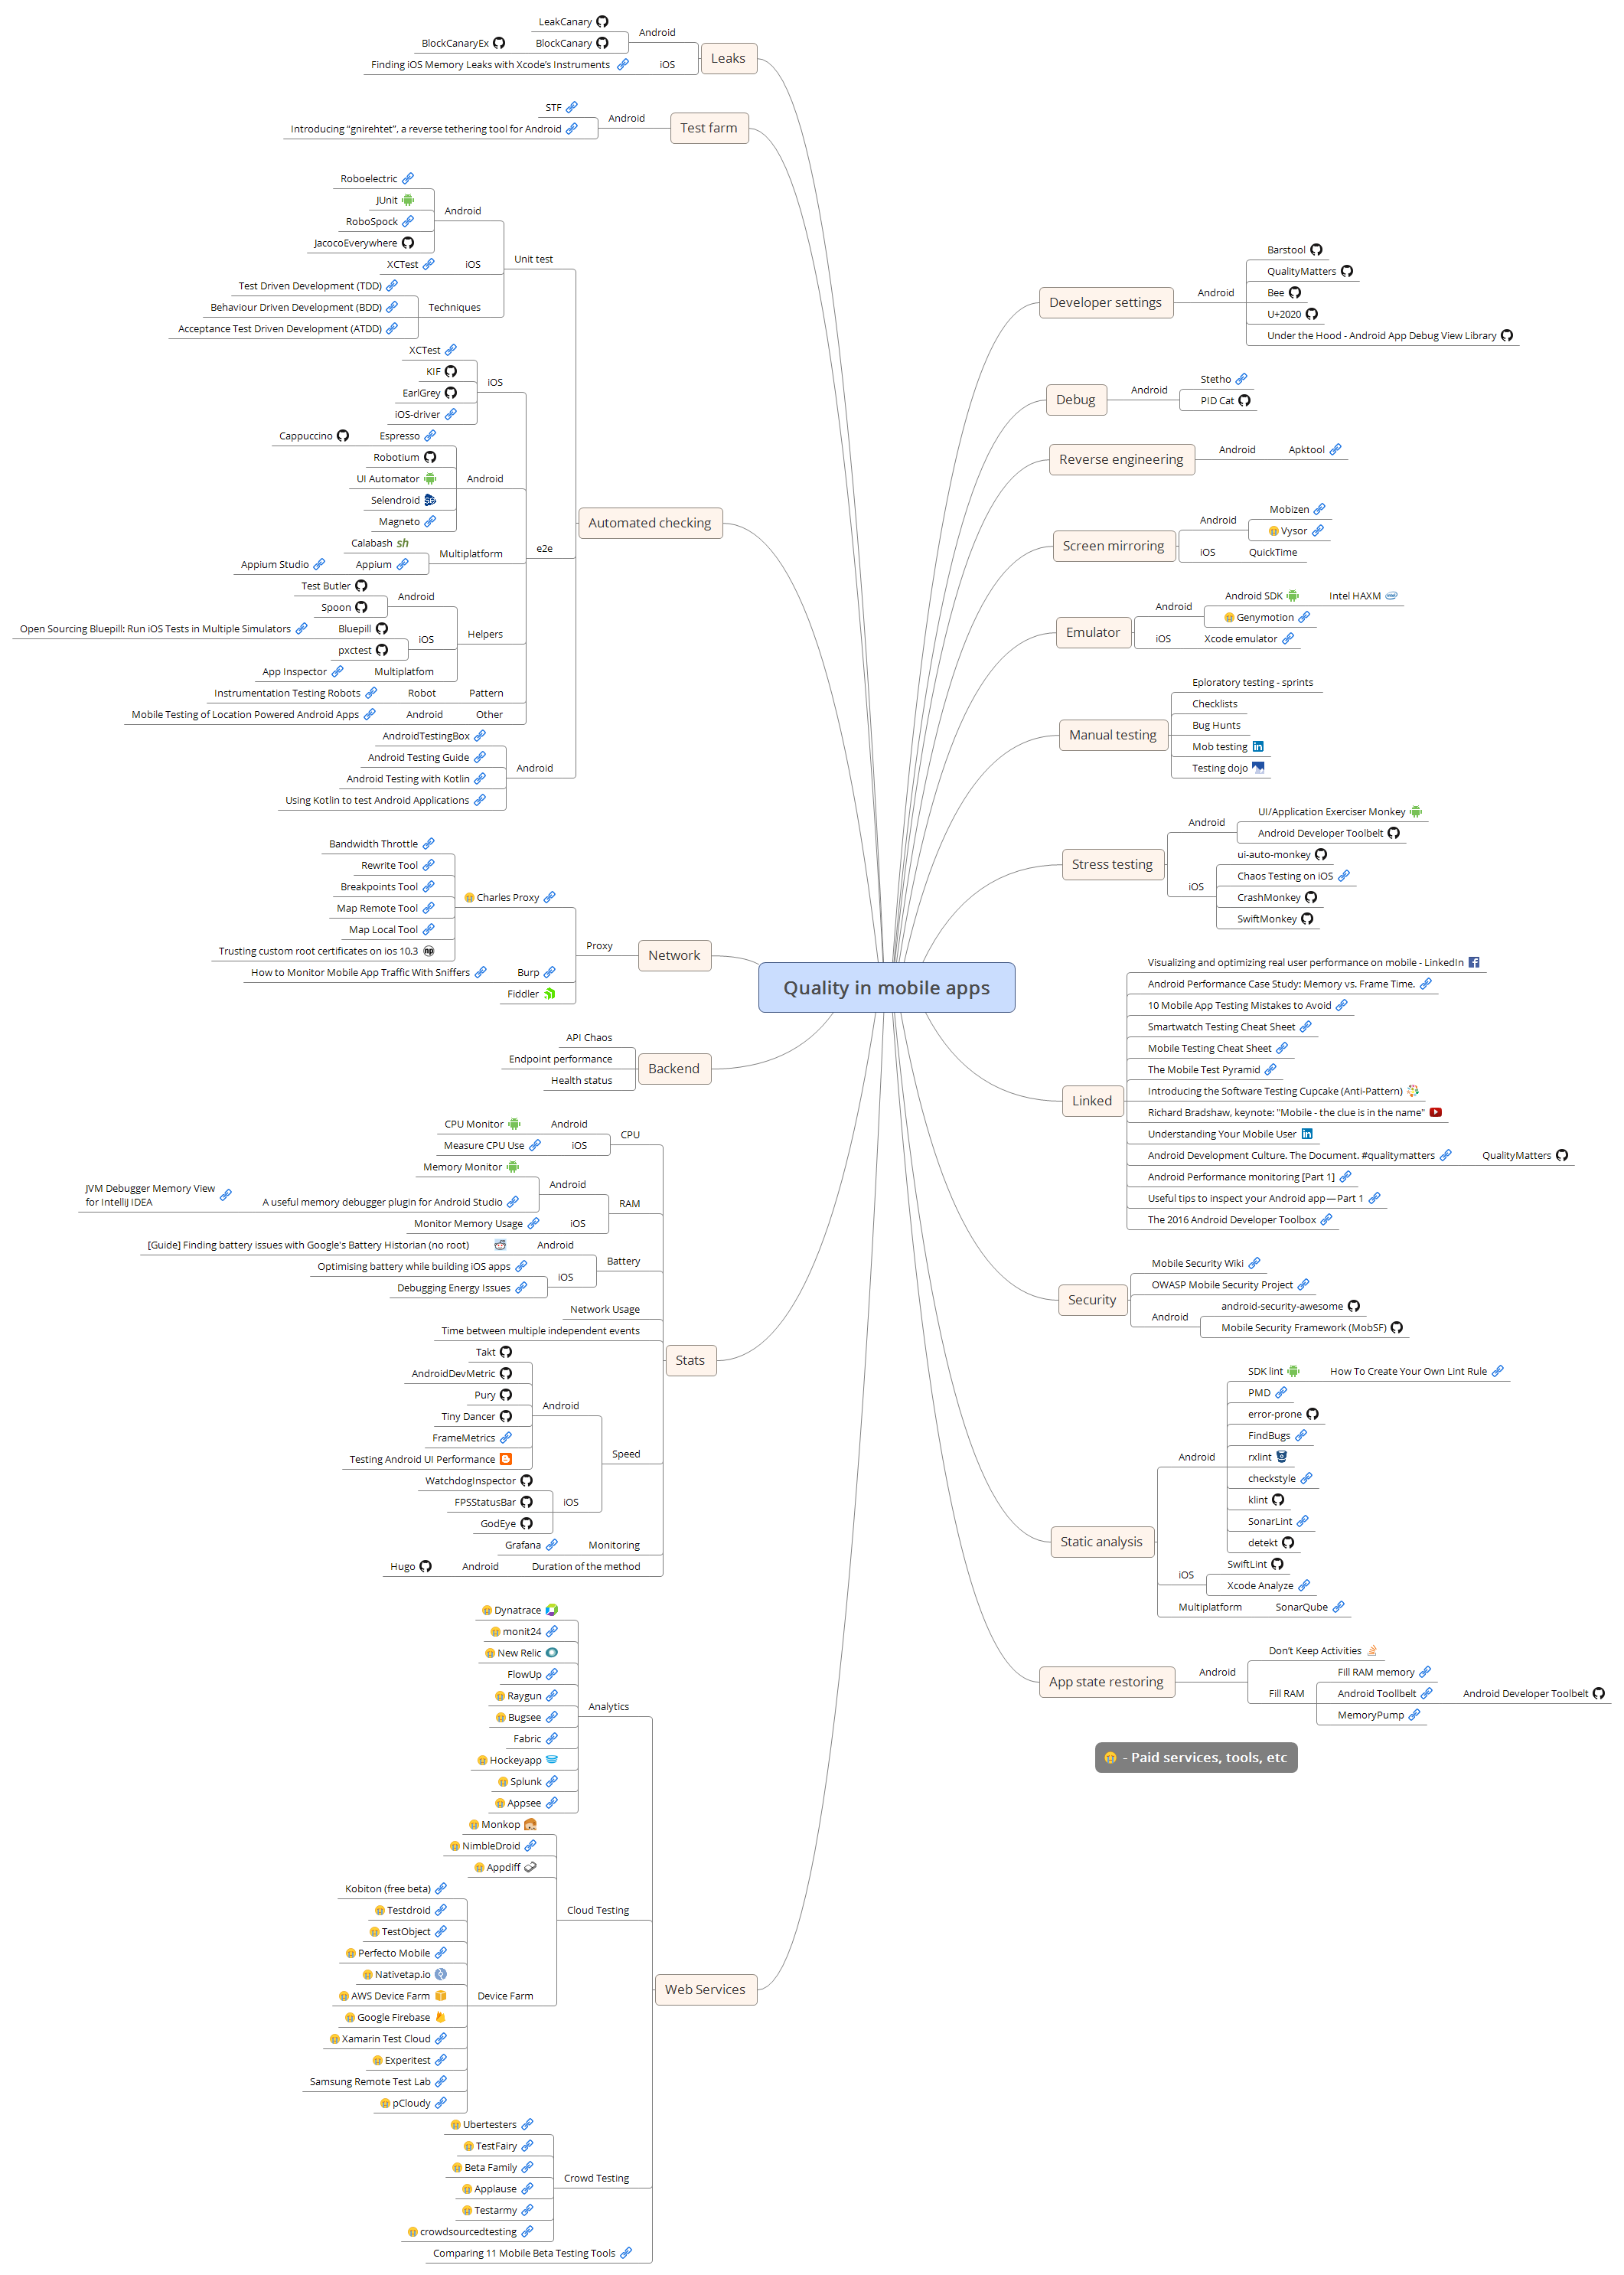 Quality in mobile apps
Leaks
Android
LeakCanary
BlockCanary
BlockCanaryEx
iOS
Finding iOS Memory Leaks with Xcode's Instruments
Test farm
Android
STF
Introducing "gnirehtet", a reverse tethering tool for Android
Automated checking
Unit test
Android
Roboelectric
JUnit
RoboSpock
JacocoEverywhere
iOS
XCTest
Techniques
Test Driven Development (TDD)
Behaviour Driven Development (BDD)
Acceptance Test Driven Development (ATDD)
e2e
iOS
XCTest
KIF
EarlGrey
iOS-driver
Android
Espresso
Cappuccino
Robotium
UI Automator
Selendroid
Se
Magneto
Multiplatform
Calabash
sh
Appium
Appium Studio
Helpers
Android
Test Butler
Spoon
iOS
Bluepill
Open Sourcing Bluepill: Run iOS Tests in Multiple Simulators
pxctest
Multiplatfom
App Inspector
Pattern
Robot
Instrumentation Testing Robots
Other
Android
Mobile Testing of Location Powered Android Apps
Android
AndroidTestingBox
Android Testing Guide
Android Testing with Kotlin
Using Kotlin to test Android Applications
Network
Proxy
Charles Proxy
Bandwidth Throttle
Rewrite Tool
Breakpoints Tool
Map Remote Tool
Map Local Tool
Trusting custom root certificates on ios 10.3
np
Burp
How to Monitor Mobile App Traffic With Sniffers
Fiddler
Backend
API Chaos
Endpoint performance
Health status
Stats
CPU
Android
CPU Monitor
iOS
Measure CPU Use
RAM
Android
Memory Monitor
A useful memory debugger plugin for Android Studio
JVM Debugger Memory View
for IntelliJ IDEA
iOS
Monitor Memory Usage
Battery
Android
[Guide] Finding battery issues with Google's Battery Historian (no root)
iOS
Optimising battery while building iOS apps
Debugging Energy Issues
Network Usage
Time between multiple independent events
Speed
Android
Takt
AndroidDevMetric
Pury
Tiny Dancer
FrameMetrics
Testing Android UI Performance
iOS
WatchdogInspector
FPSStatusBar
GodEye
Monitoring
Grafana
Duration of the method
Android
Hugo
Web Services
Analytics
Dynatrace
monit24
New Relic
FlowUp
Raygun
Bugsee
Fabric
Hockeyapp
Splunk
Appsee
Cloud Testing
Monkop
NimbleDroid
Appdiff
Device Farm
Kobiton (free beta)
Testdroid
TestObject
Perfecto Mobile
Nativetap.io
AWS Device Farm
Google Firebase
Xamarin Test Cloud
Experitest
Samsung Remote Test Lab
pCloudy
Crowd Testing
Ubertesters
TestFairy
Beta Family
Applause
Testarmy
crowdsourcedtesting
Comparing 11 Mobile Beta Testing Tools
Developer settings
Android
Barstool
QualityMatters
Bee
U+2020
Under the Hood - Android App Debug View Library
Debug
Android
Stetho
PID Cat
Reverse engineering
Android
Apktool
Screen mirroring
Android
Mobizen
Vysor
iOS
QuickTime
Emulator
Android
Android SDK
Intel HAXM
intel
Genymotion
iOS
Xcode emulator
Manual testing
Eploratory testing - sprints
Checklists
Bug Hunts
Mob testing
in
Testing dojo
Stress testing
Android
UI/Application Exerciser Monkey
Android Developer Toolbelt
iOS
ui-auto-monkey
Chaos Testing on iOS
CrashMonkey
SwiftMonkey
Linked
Visualizing and optimizing real user performance on mobile - LinkedIn
f
Android Performance Case Study: Memory vs. Frame Time.
10 Mobile App Testing Mistakes to Avoid
Smartwatch Testing Cheat Sheet
Mobile Testing Cheat Sheet
The Mobile Test Pyramid
Introducing the Software Testing Cupcake (Anti-Pattern)
Richard Bradshaw, keynote: "Mobile - the clue is in the name"
Understanding Your Mobile User
in
Android Development Culture. The Document. #qualitymatters
QualityMatters
Android Performance monitoring [Part 1]
Useful tips to inspect your Android app — Part 1
The 2016 Android Developer Toolbox
Security
Mobile Security Wiki
OWASP Mobile Security Project
Android
android-security-awesome
Mobile Security Framework (MobSF)
Static analysis
Android
SDK lint
How To Create Your Own Lint Rule
PMD
error-prone
FindBugs
rxlint
checkstyle
klint
SonarLint
detekt
iOS
SwiftLint
Xcode Analyze
Multiplatform
SonarQube
App state restoring
Android
Don't Keep Activities
Fill RAM
Fill RAM memory
Android Toollbelt
Android Developer Toolbelt
MemoryPump
- Paid services, tools, etc